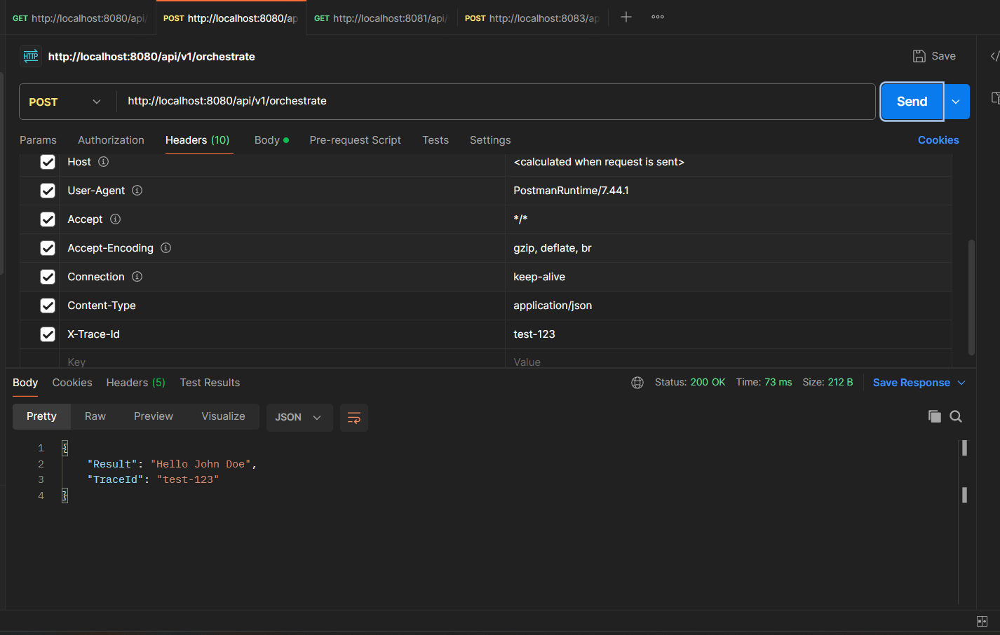 GET http://localhost:8080/api/ POST http://localhost:8080/ap GET http://localhost:8081/api/ POST http://localhost:8083/ap
HTTP http://localhost:8080/api/v1/orchestrate Save
POST http://localhost:8080/api/v1/orchestrate Send
Params Authorization Headers (10) Body Pre-request Script Tests Settings Cookies
Host <calculated when request is sent>
User-Agent PostmanRuntime/7.44.1
Accept */*
Accept-Encoding gzip, deflate, br
Connection keep-alive
Content-Type application/json
X-Trace-Id test-123
Key Value
Body Cookies Headers (5) Test Results Status: 200 OK Time: 73 ms Size: 212 B Save Response
Pretty Raw Preview Visualize JSON
1 {
2 "Result": "Hello John Doe",
3 "TraceId": "test-123"
4 }